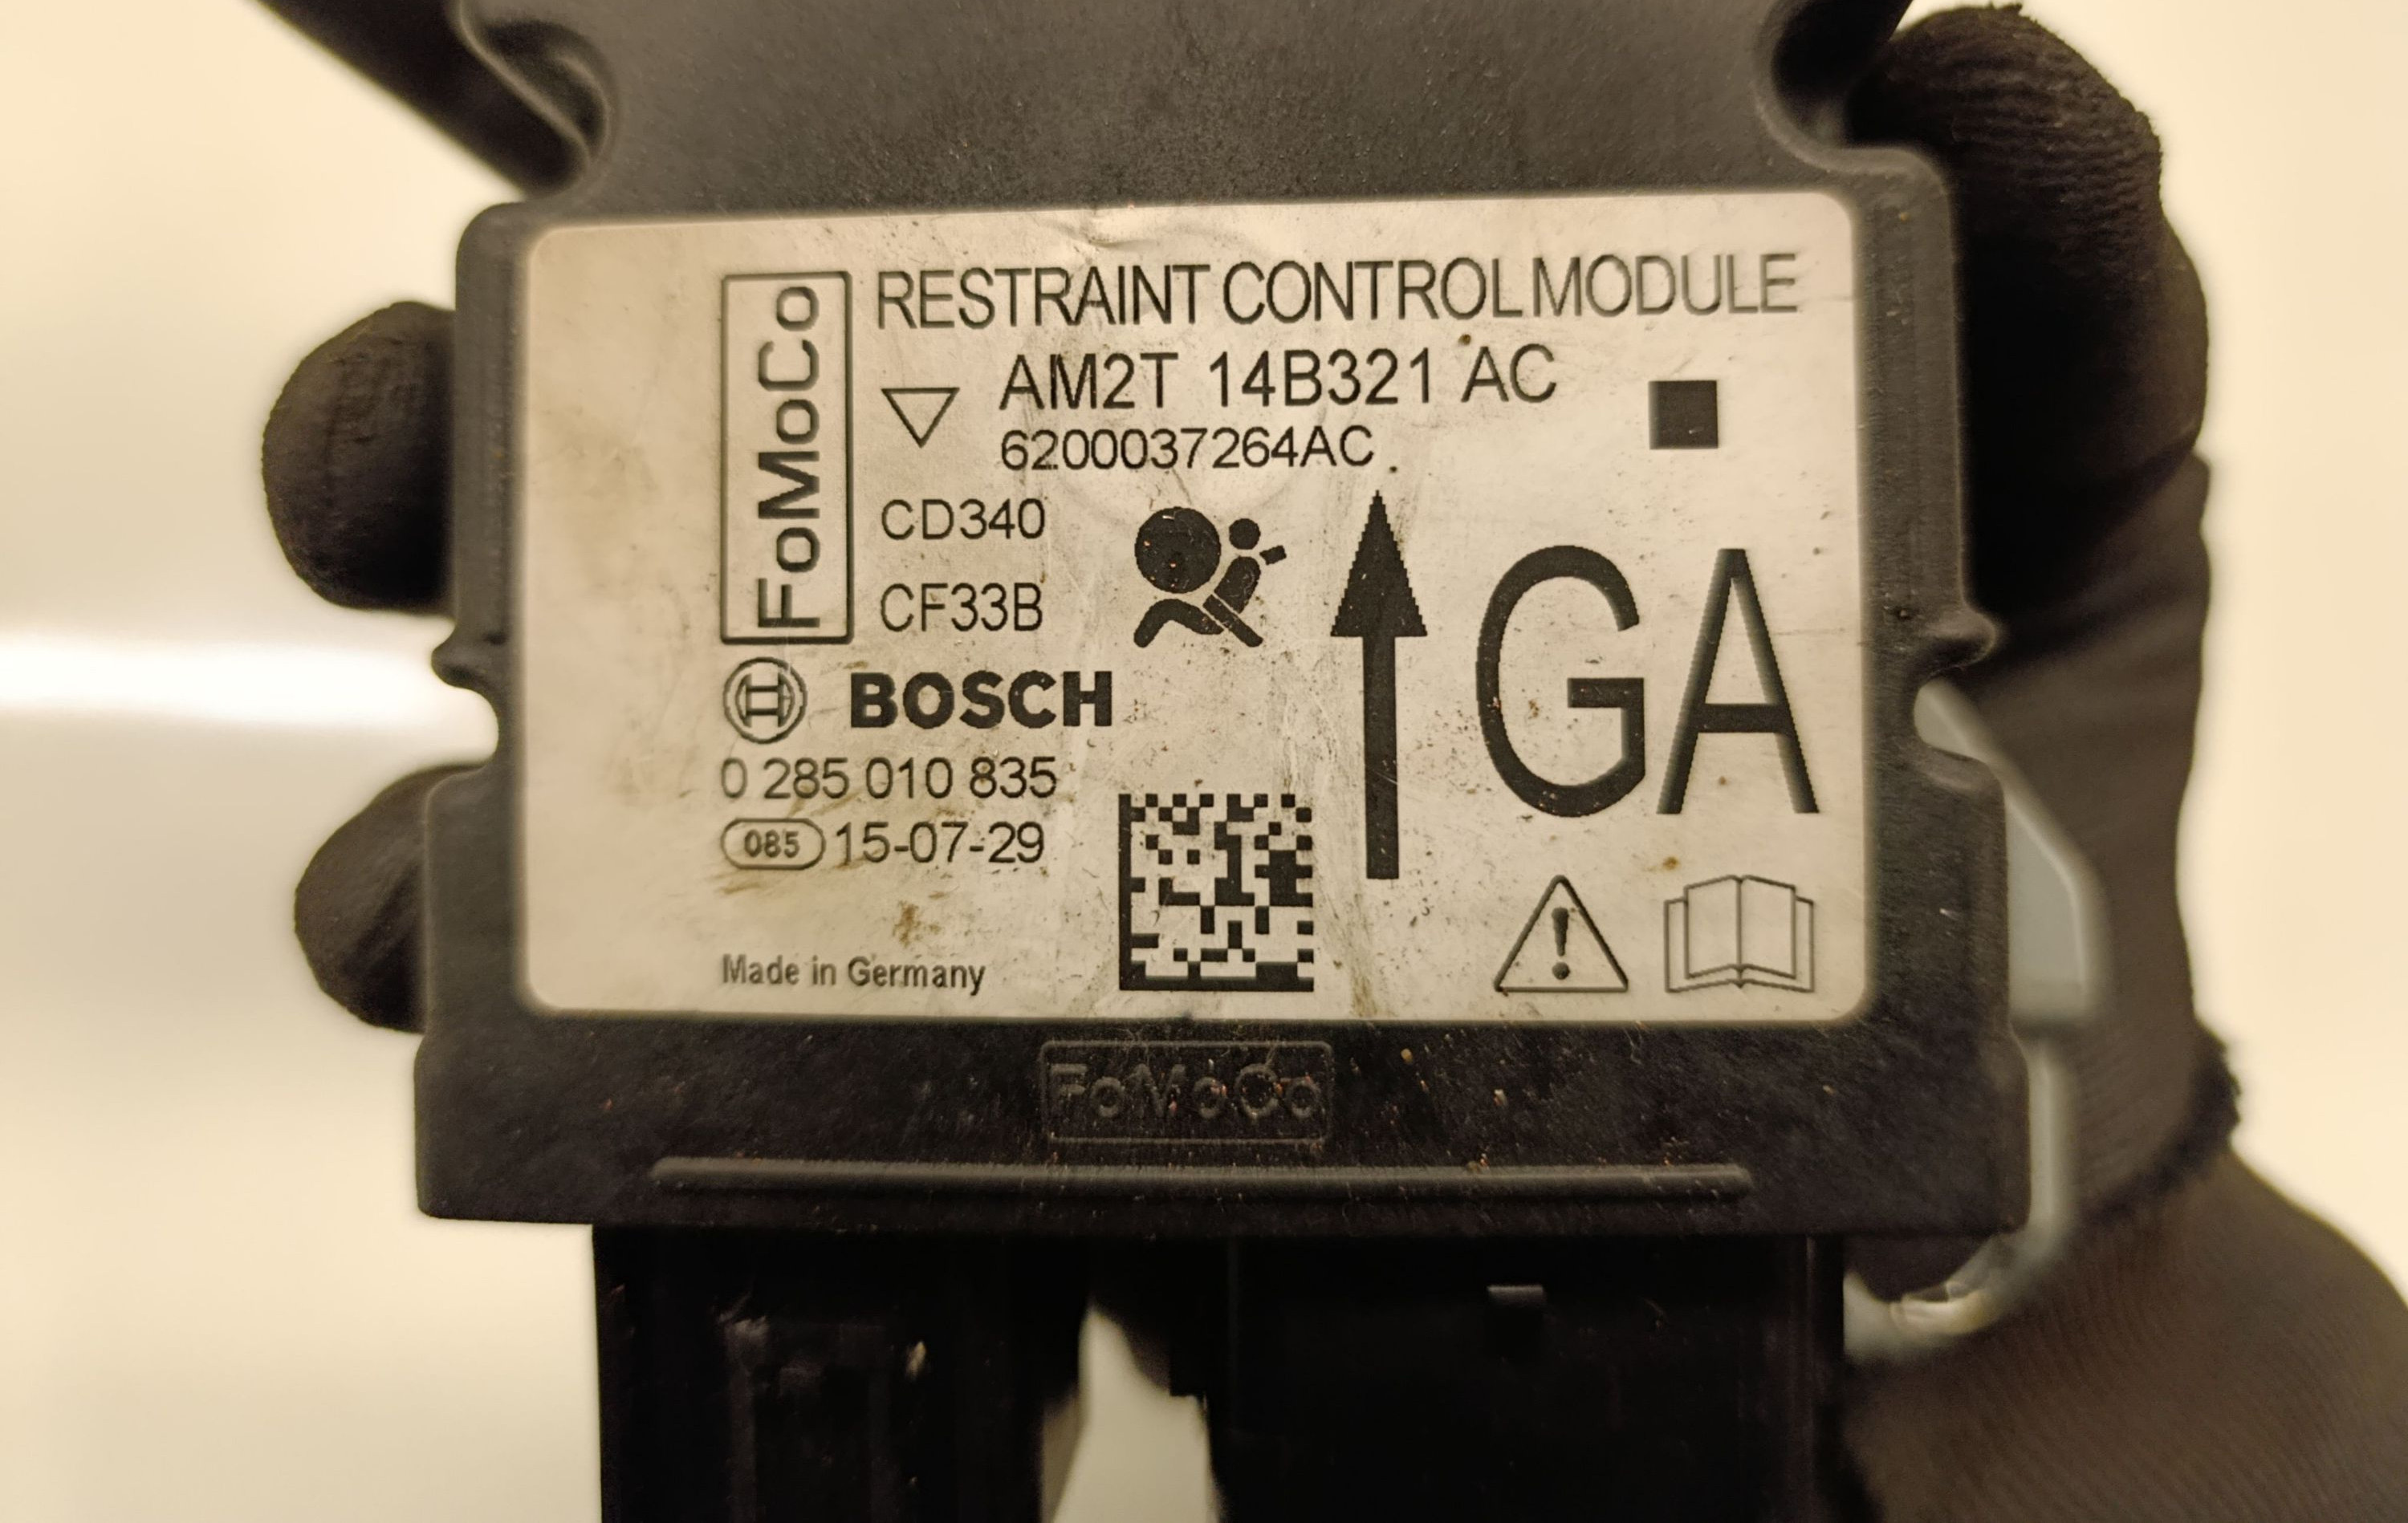 FoMoCo
RESTRAINT CONTROL MODULE
AM2T 14B321 AC
6200037264AC
CD340
CF33B
GA
BOSCH
0 285 010 835
085 15-07-29
Made in Germany
FoMoCo